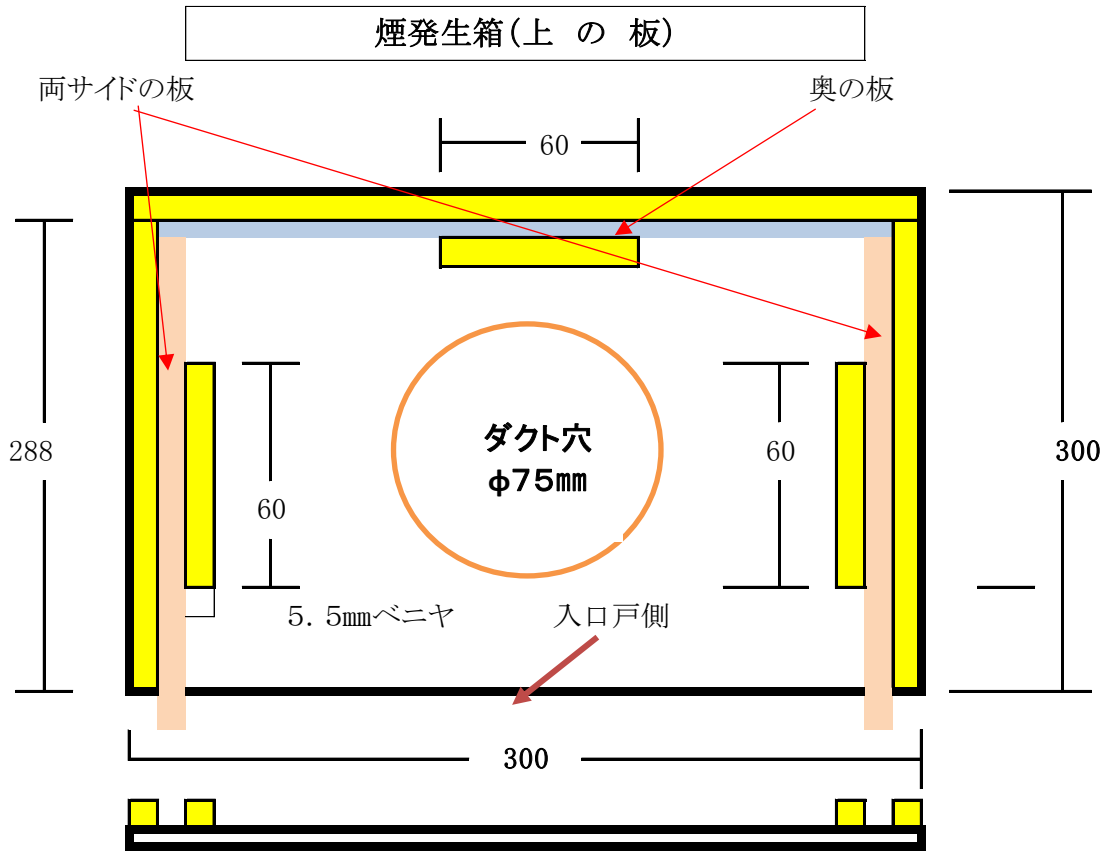 煙発生箱(上 の 板)
両サイドの板
奥の板
60
288
60
ダクト穴
φ75mm
60
300
5.5mmベニヤ
入口戸側
300